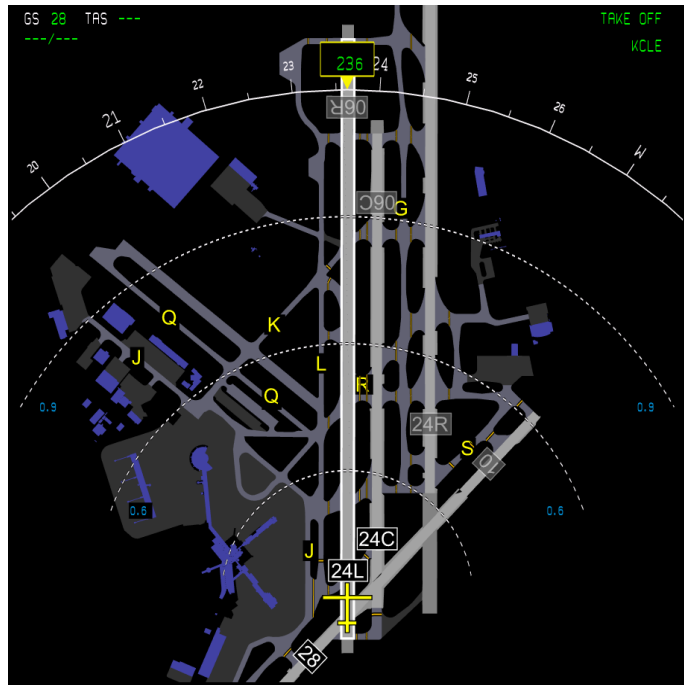 GS 28 TAS ---
---/---
TAKE OFF
KCLE
236
20
21
22
23
24
25
26
W
06R
06C
G
Q
K
J
L
R
Q
0.9
0.9
24R
S
10
0.6
0.6
24C
J
24L
28